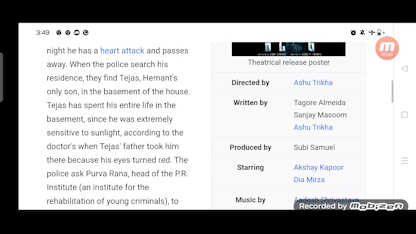 3:49
night he has a heart attack and passes
away. When the police search his
residence, they find Tejas, Hemant's
only son, in the basement of the house.
Tejas has spent his entire life in the
basement, since he was extremely
sensitive to sunlight, according to the
doctor's when Tejas' father took him
there because his eyes turned red. The
police ask Purva Rana, head of the P.R.
Institute (an institute for the
rehabilitation of young criminals), to
Theatrical release poster
Directed by Ashu Trikha
Written by Tagore Almeida
Sanjay Masoom
Ashu Trikha
Produced by Subi Samuel
Starring Akshay Kapoor
Dia Mirza
Music by
Recorded by
MOBIZEN